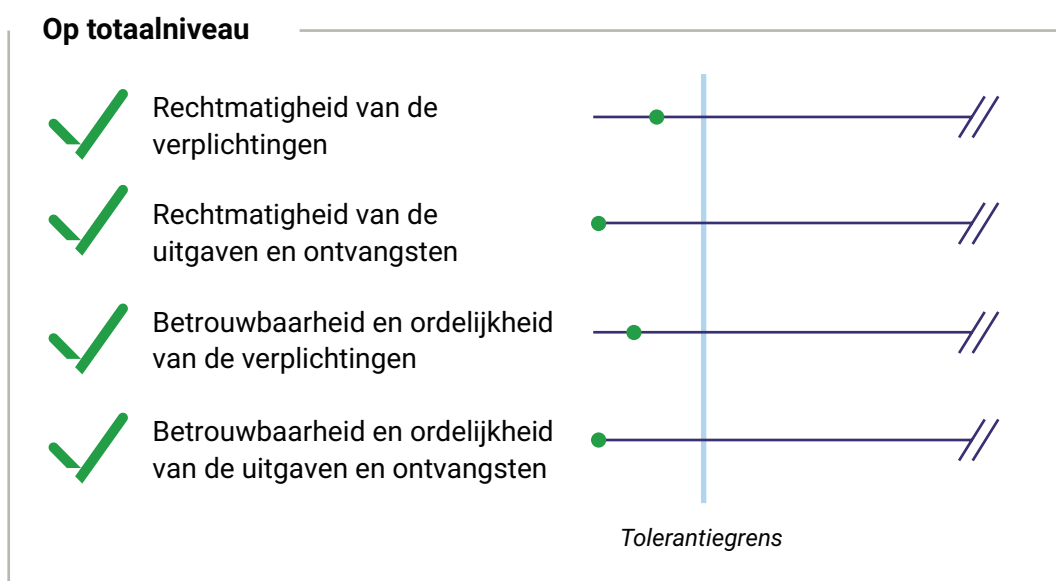 Op totaalniveau
Rechtmatigheid van de
verplichtingen
Rechtmatigheid van de
uitgaven en ontvangsten
Betrouwbaarheid en ordelijkheid
van de verplichtingen
Betrouwbaarheid en ordelijkheid
van de uitgaven en ontvangsten
Tolerantiegrens